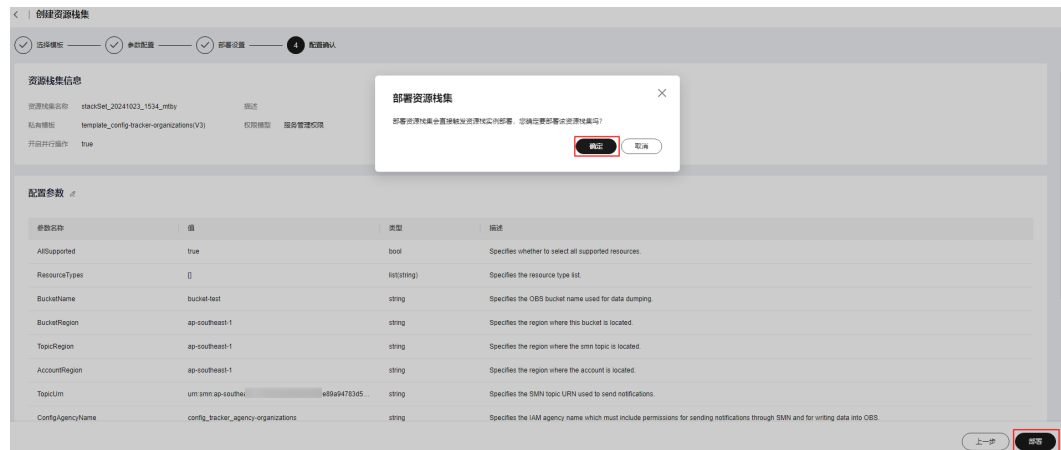 < | 创建资源栈集
选择模板 参数配置 部署设置 4 配置确认
资源栈集信息
资源栈集名称 stackSet_20241023_1534_mtby 描述
私有模板 template_config-tracker-organizations(V3) 权限模型 服务管理权限
开启并行操作 true
部署资源栈集
部署资源栈集会直接触发资源栈实例部署，您确定要部署该资源栈集吗？
确定 取消
配置参数
参数名称 值 类型 描述
AllSupported true bool Specifies whether to select all supported resources.
ResourceTypes [] list(string) Specifies the resource type list.
BucketName bucket-test string Specifies the OBS bucket name used for data dumping.
BucketRegion ap-southeast-1 string Specifies the region where this bucket is located.
TopicRegion ap-southeast-1 string Specifies the region where the smn topic is located.
AccountRegion ap-southeast-1 string Specifies the region where the account is located.
TopicUrn urn:smn:ap-southea e89a94783d5... string Specifies the SMN topic URN used to send notifications.
ConfigAgencyName config_tracker_agency-organizations string Specifies the IAM agency name which must include permissions for sending notifications through SMN and for writing data into OBS.
上一步 部署